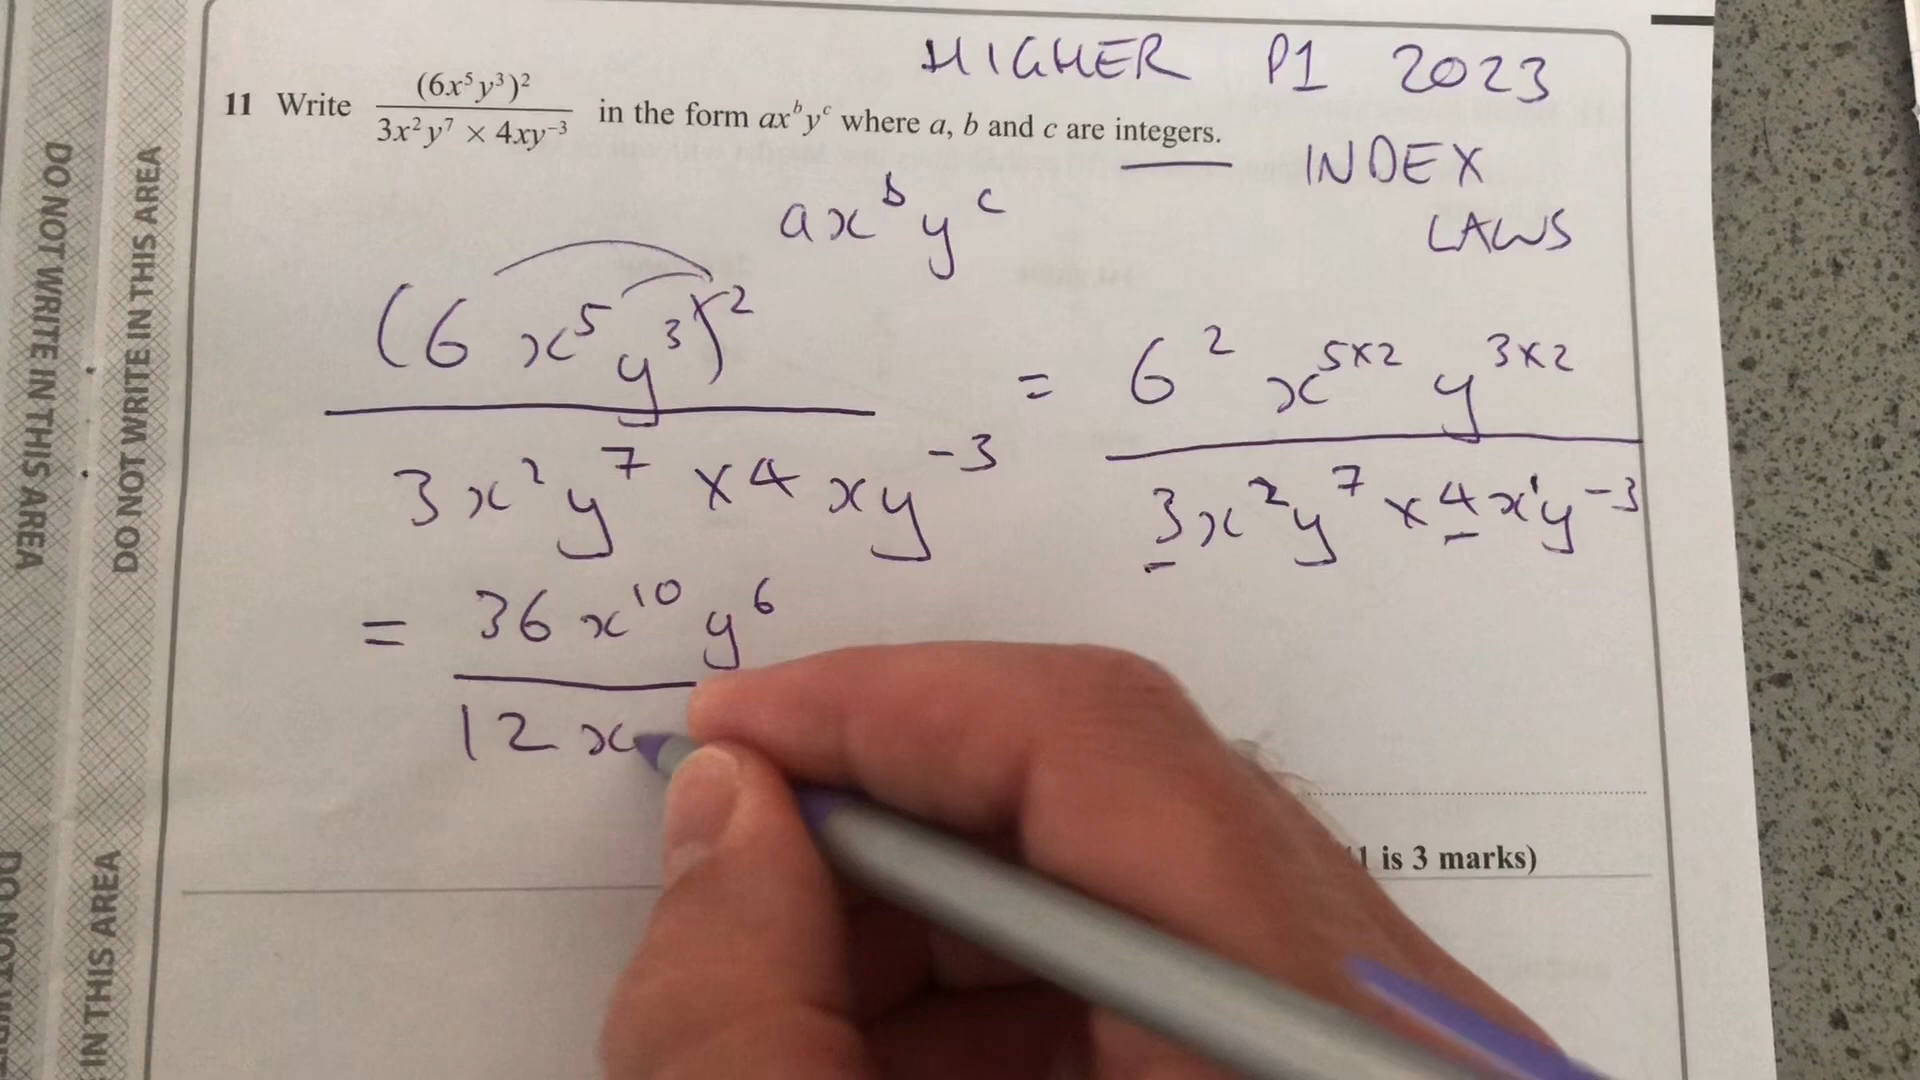 HIGHER P1 2023
11 Write (6x⁵y³)² / 3x²y⁷ × 4xy⁻³ in the form axᵇyᶜ where a, b and c are integers.
INDEX
LAWS
axᵇyᶜ
(6x⁵y³)² / 3x²y⁷ × 4xy⁻³ = 6² x⁵ˣ² y³ˣ² / 3x²y⁷ × 4x¹y⁻³
= 36x¹⁰y⁶ / 12x
11 is 3 marks)
DO NOT WRITE IN THIS AREA
DO NOT WRITE IN THIS AREA
IN THIS AREA